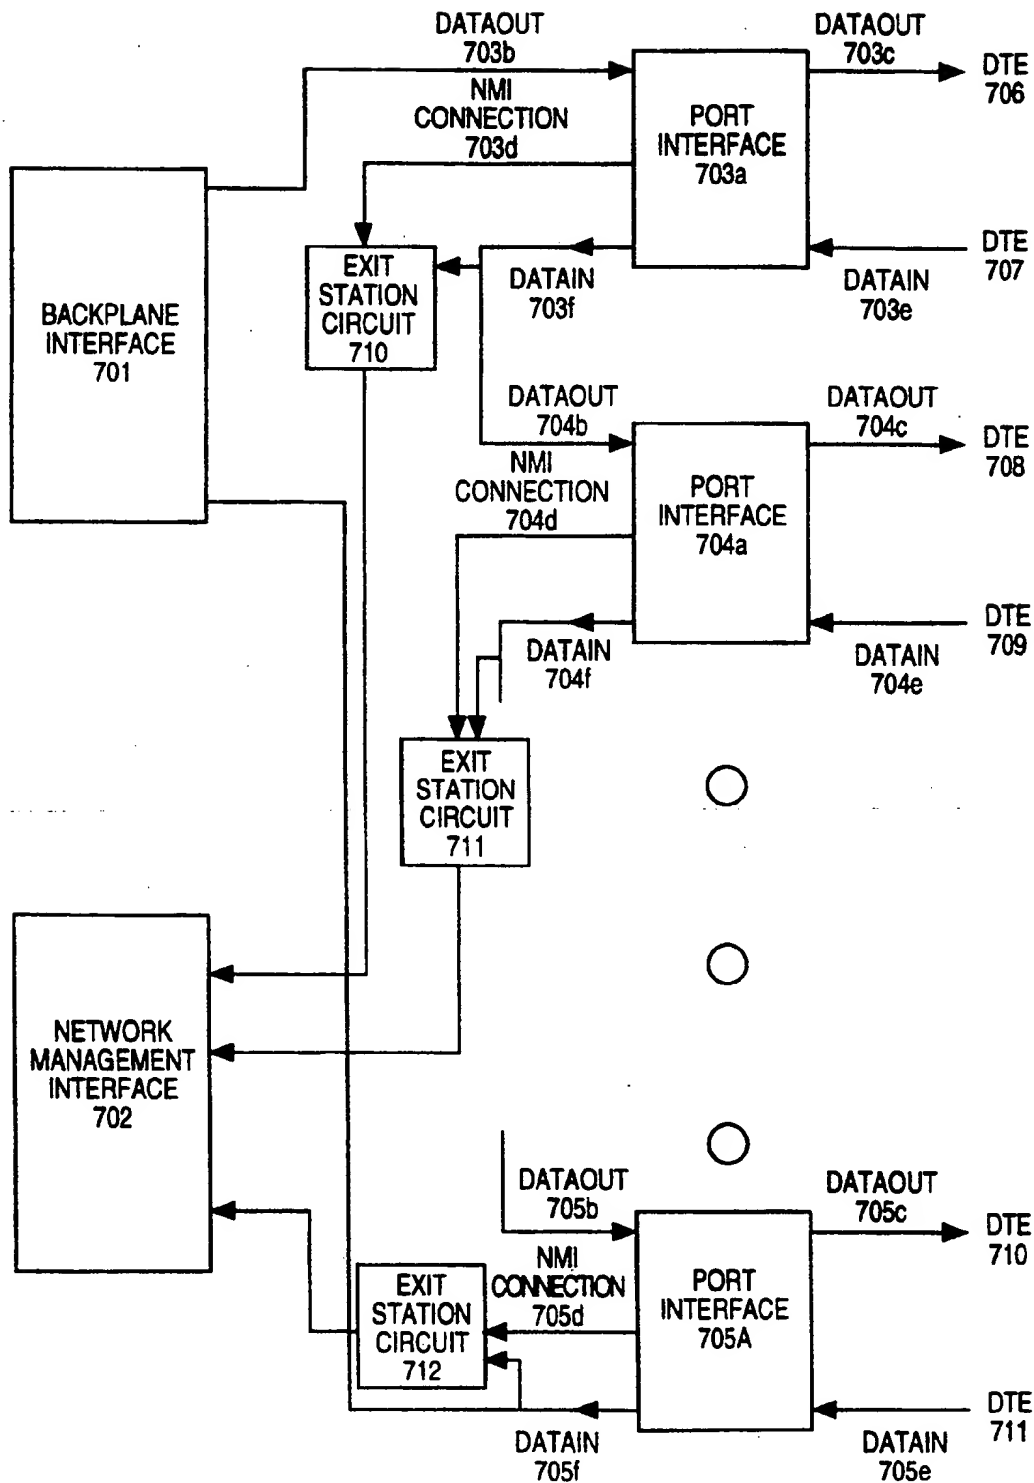 DATAOUT
703b
DATAOUT
703c
DTE
706
NMI
CONNECTION
703d
PORT
INTERFACE
703a
BACKPLANE
INTERFACE
701
EXIT
STATION
CIRCUIT
710
DATAIN
703f
DATAIN
703e
DTE
707
DATAOUT
704b
DATAOUT
704c
DTE
708
NMI
CONNECTION
704d
PORT
INTERFACE
704a
DATAIN
704f
DATAIN
704e
DTE
709
EXIT
STATION
CIRCUIT
711
NETWORK
MANAGEMENT
INTERFACE
702
DATAOUT
705b
DATAOUT
705c
DTE
710
NMI
CONNECTION
705d
EXIT
STATION
CIRCUIT
712
PORT
INTERFACE
705A
DATAIN
705f
DATAIN
705e
DTE
711